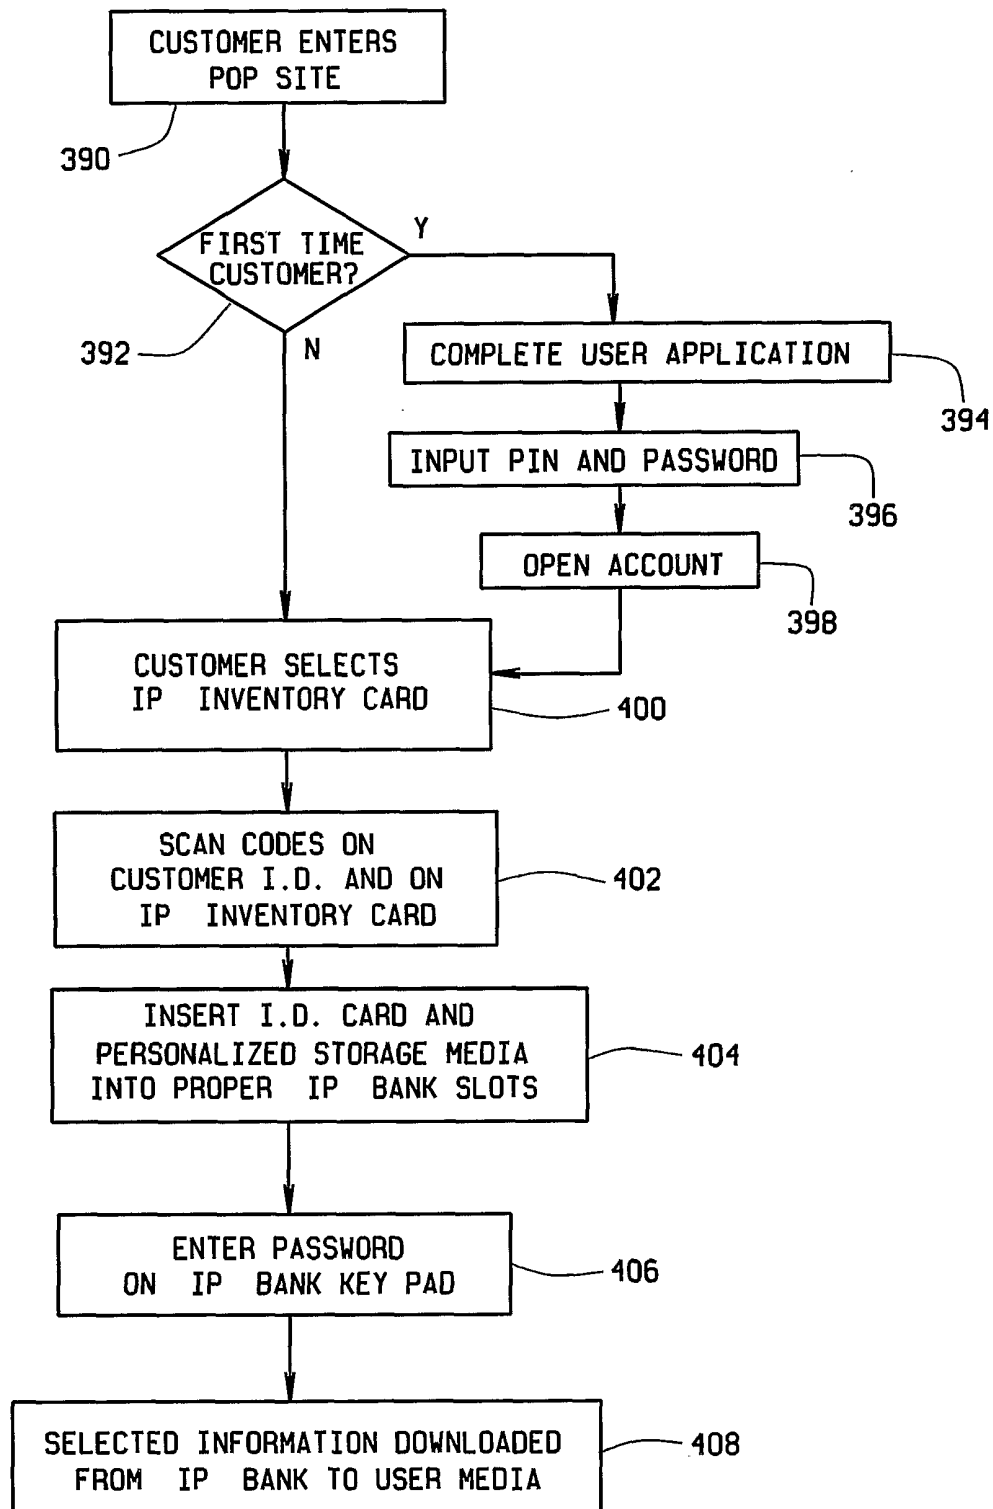 CUSTOMER ENTERS
POP SITE
390
FIRST TIME
CUSTOMER?
Y
392
N
COMPLETE USER APPLICATION
394
INPUT PIN AND PASSWORD
396
OPEN ACCOUNT
398
CUSTOMER SELECTS
IP INVENTORY CARD
400
SCAN CODES ON
CUSTOMER I.D. AND ON
IP INVENTORY CARD
402
INSERT I.D. CARD AND
PERSONALIZED STORAGE MEDIA
INTO PROPER IP BANK SLOTS
404
ENTER PASSWORD
ON IP BANK KEY PAD
406
SELECTED INFORMATION DOWNLOADED
FROM IP BANK TO USER MEDIA
408